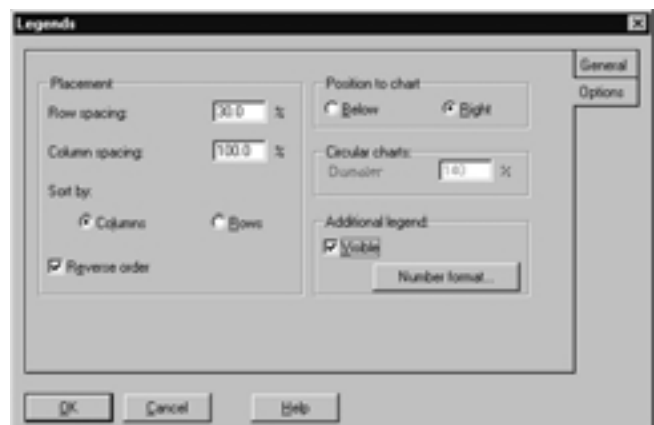 Legends
General
Options
Placement
Row spacing: 30.0 %
Column spacing: 100.0 %
Sort by:
Columns
Rows
Reverse order
Position to chart
Below
Right
Circular charts:
Diameter 140 %
Additional legend:
Visible
Number format...
OK
Cancel
Help